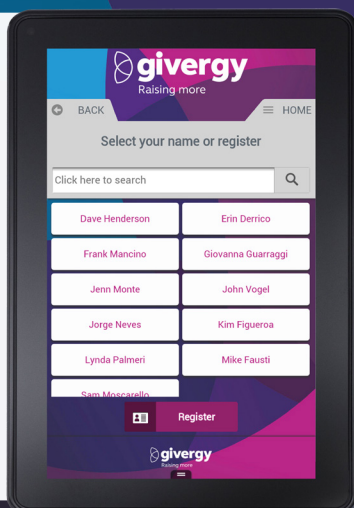 givergy
Raising more
BACK
HOME
Select your name or register
Click here to search
Dave Henderson
Erin Derrico
Frank Mancino
Giovanna Guarraggi
Jenn Monte
John Vogel
Jorge Neves
Kim Figueroa
Lynda Palmeri
Mike Fausti
Sam Moscarello
Register
givergy
Raising more